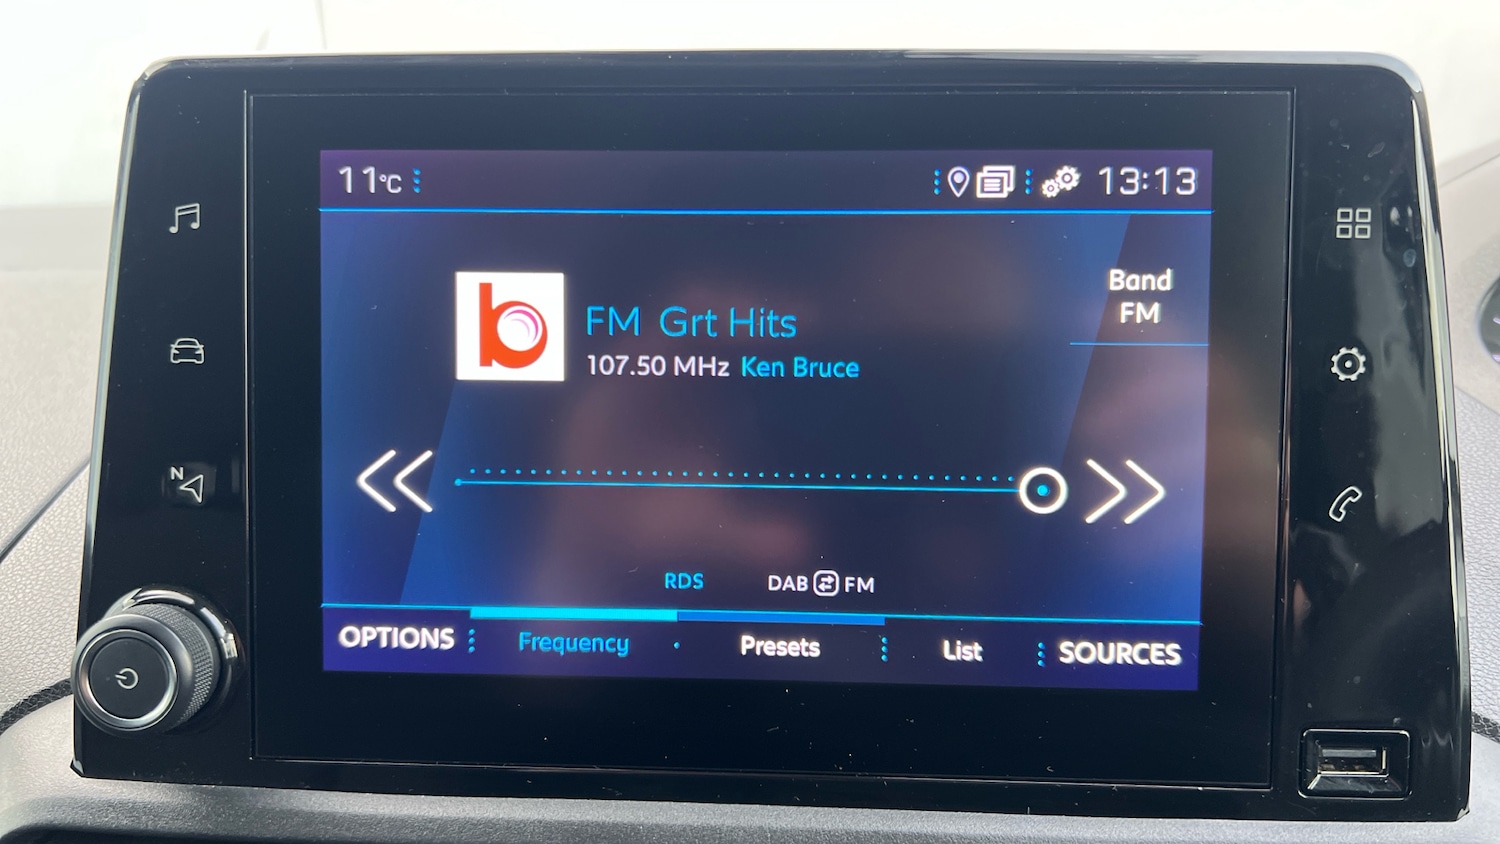 11°C
13:13
Band
FM
b
FM Grt Hits
107.50 MHz Ken Bruce
N
RDS
DAB FM
OPTIONS Frequency Presets List SOURCES